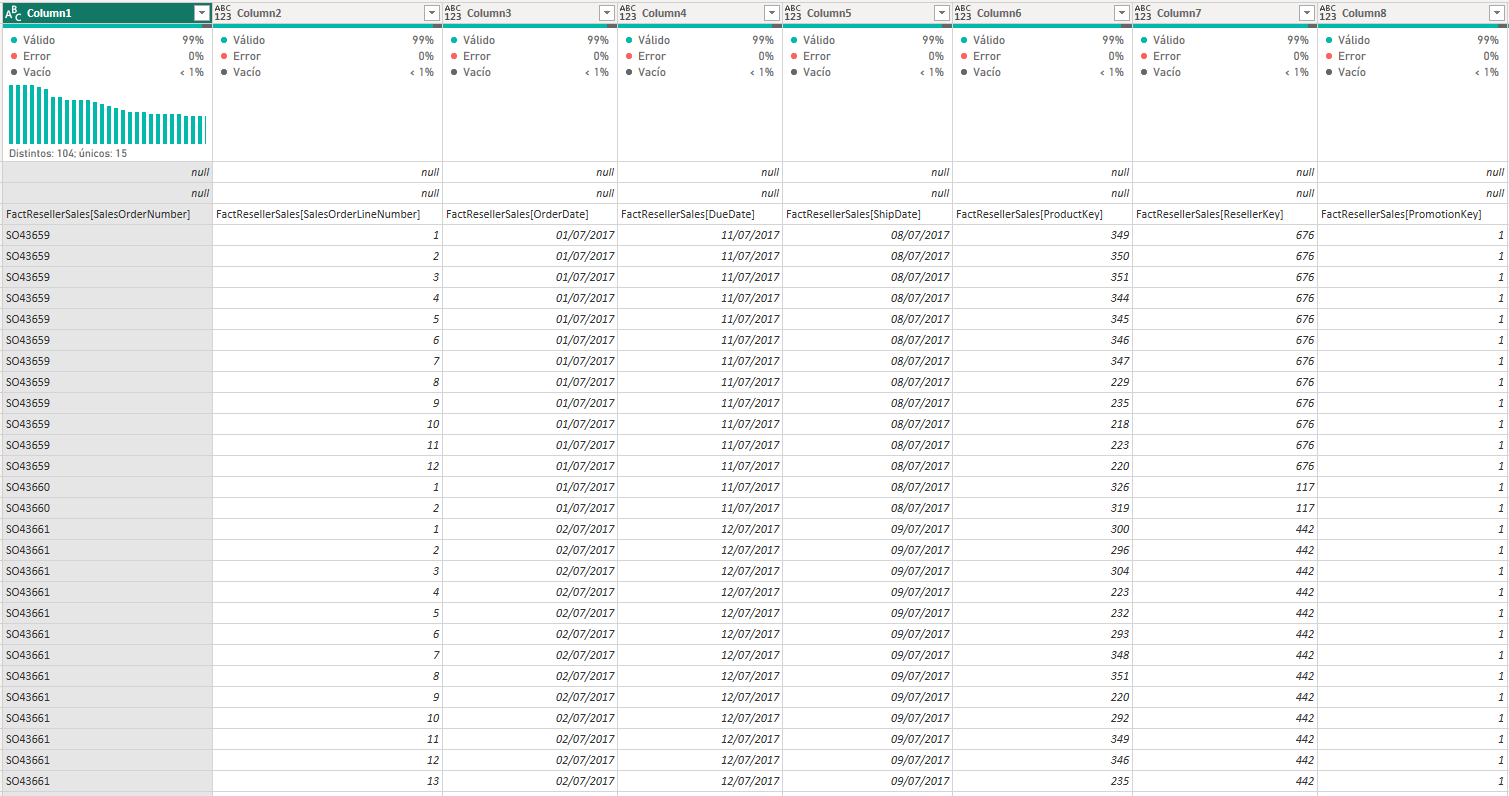 ABC Column1 ABC 123 Column2 ABC 123 Column3 ABC 123 Column4 ABC 123 Column5 ABC 123 Column6 ABC 123 Column7 ABC 123 Column8
Válido 99% Válido 99% Válido 99% Válido 99% Válido 99% Válido 99% Válido 99% Válido 99%
Error 0% Error 0% Error 0% Error 0% Error 0% Error 0% Error 0% Error 0%
Vacío < 1% Vacío < 1% Vacío < 1% Vacío < 1% Vacío < 1% Vacío < 1% Vacío < 1% Vacío < 1%
Distintos: 104; únicos: 15
null null null null null null null null
null null null null null null null null
FactResellerSales[SalesOrderNumber] FactResellerSales[SalesOrderLineNumber] FactResellerSales[OrderDate] FactResellerSales[DueDate] FactResellerSales[ShipDate] FactResellerSales[ProductKey] FactResellerSales[ResellerKey] FactResellerSales[PromotionKey]
SO43659 1 01/07/2017 11/07/2017 08/07/2017 349 676 1
SO43659 2 01/07/2017 11/07/2017 08/07/2017 350 676 1
SO43659 3 01/07/2017 11/07/2017 08/07/2017 351 676 1
SO43659 4 01/07/2017 11/07/2017 08/07/2017 344 676 1
SO43659 5 01/07/2017 11/07/2017 08/07/2017 345 676 1
SO43659 6 01/07/2017 11/07/2017 08/07/2017 346 676 1
SO43659 7 01/07/2017 11/07/2017 08/07/2017 347 676 1
SO43659 8 01/07/2017 11/07/2017 08/07/2017 229 676 1
SO43659 9 01/07/2017 11/07/2017 08/07/2017 235 676 1
SO43659 10 01/07/2017 11/07/2017 08/07/2017 218 676 1
SO43659 11 01/07/2017 11/07/2017 08/07/2017 223 676 1
SO43659 12 01/07/2017 11/07/2017 08/07/2017 220 676 1
SO43660 1 01/07/2017 11/07/2017 08/07/2017 326 117 1
SO43660 2 01/07/2017 11/07/2017 08/07/2017 319 117 1
SO43661 1 02/07/2017 12/07/2017 09/07/2017 300 442 1
SO43661 2 02/07/2017 12/07/2017 09/07/2017 296 442 1
SO43661 3 02/07/2017 12/07/2017 09/07/2017 304 442 1
SO43661 4 02/07/2017 12/07/2017 09/07/2017 223 442 1
SO43661 5 02/07/2017 12/07/2017 09/07/2017 232 442 1
SO43661 6 02/07/2017 12/07/2017 09/07/2017 293 442 1
SO43661 7 02/07/2017 12/07/2017 09/07/2017 348 442 1
SO43661 8 02/07/2017 12/07/2017 09/07/2017 351 442 1
SO43661 9 02/07/2017 12/07/2017 09/07/2017 220 442 1
SO43661 10 02/07/2017 12/07/2017 09/07/2017 292 442 1
SO43661 11 02/07/2017 12/07/2017 09/07/2017 349 442 1
SO43661 12 02/07/2017 12/07/2017 09/07/2017 346 442 1
SO43661 13 02/07/2017 12/07/2017 09/07/2017 235 442 1